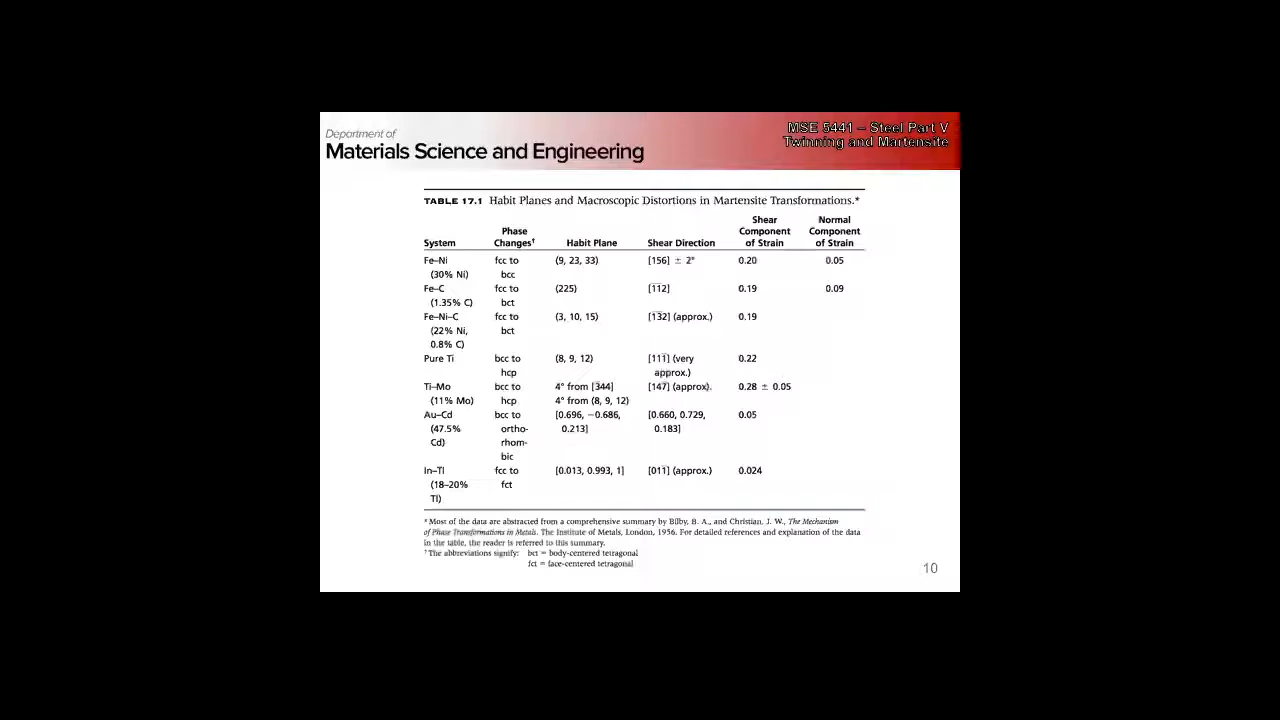 Department of
Materials Science and Engineering
MSE 5441 – Steel Part V
Twinning and Martensite
TABLE 17.1 Habit Planes and Macroscopic Distortions in Martensite Transformations.*
System Phase Changes† Habit Plane Shear Direction Shear Component of Strain Normal Component of Strain
Fe–Ni fcc to (9, 23, 33) [156] ± 2° 0.20 0.05
(30% Ni) bcc
Fe–C fcc to (225) [112] 0.19 0.09
(1.35% C) bct
Fe–Ni–C fcc to (3, 10, 15) [132] (approx.) 0.19
(22% Ni, bct
0.8% C)
Pure Ti bcc to (8, 9, 12) [111] (very 0.22
hcp approx.)
Ti–Mo bcc to 4° from [344] [147] (approx). 0.28 ± 0.05
(11% Mo) hcp 4° from (8, 9, 12)
Au–Cd bcc to [0.696, −0.686, [0.660, 0.729, 0.05
(47.5% ortho- 0.213] 0.183]
Cd) rhom-
bic
In–Tl fcc to [0.013, 0.993, 1] [011] (approx.) 0.024
(18–20% fct
Tl)
* Most of the data are abstracted from a comprehensive summary by Bilby, B. A., and Christian, J. W., The Mechanism
of Phase Transformations in Metals. The Institute of Metals, London, 1956. For detailed references and explanation of the data
in the table, the reader is referred to this summary.
† The abbreviations signify: bct = body-centered tetragonal
fct = face-centered tetragonal
10